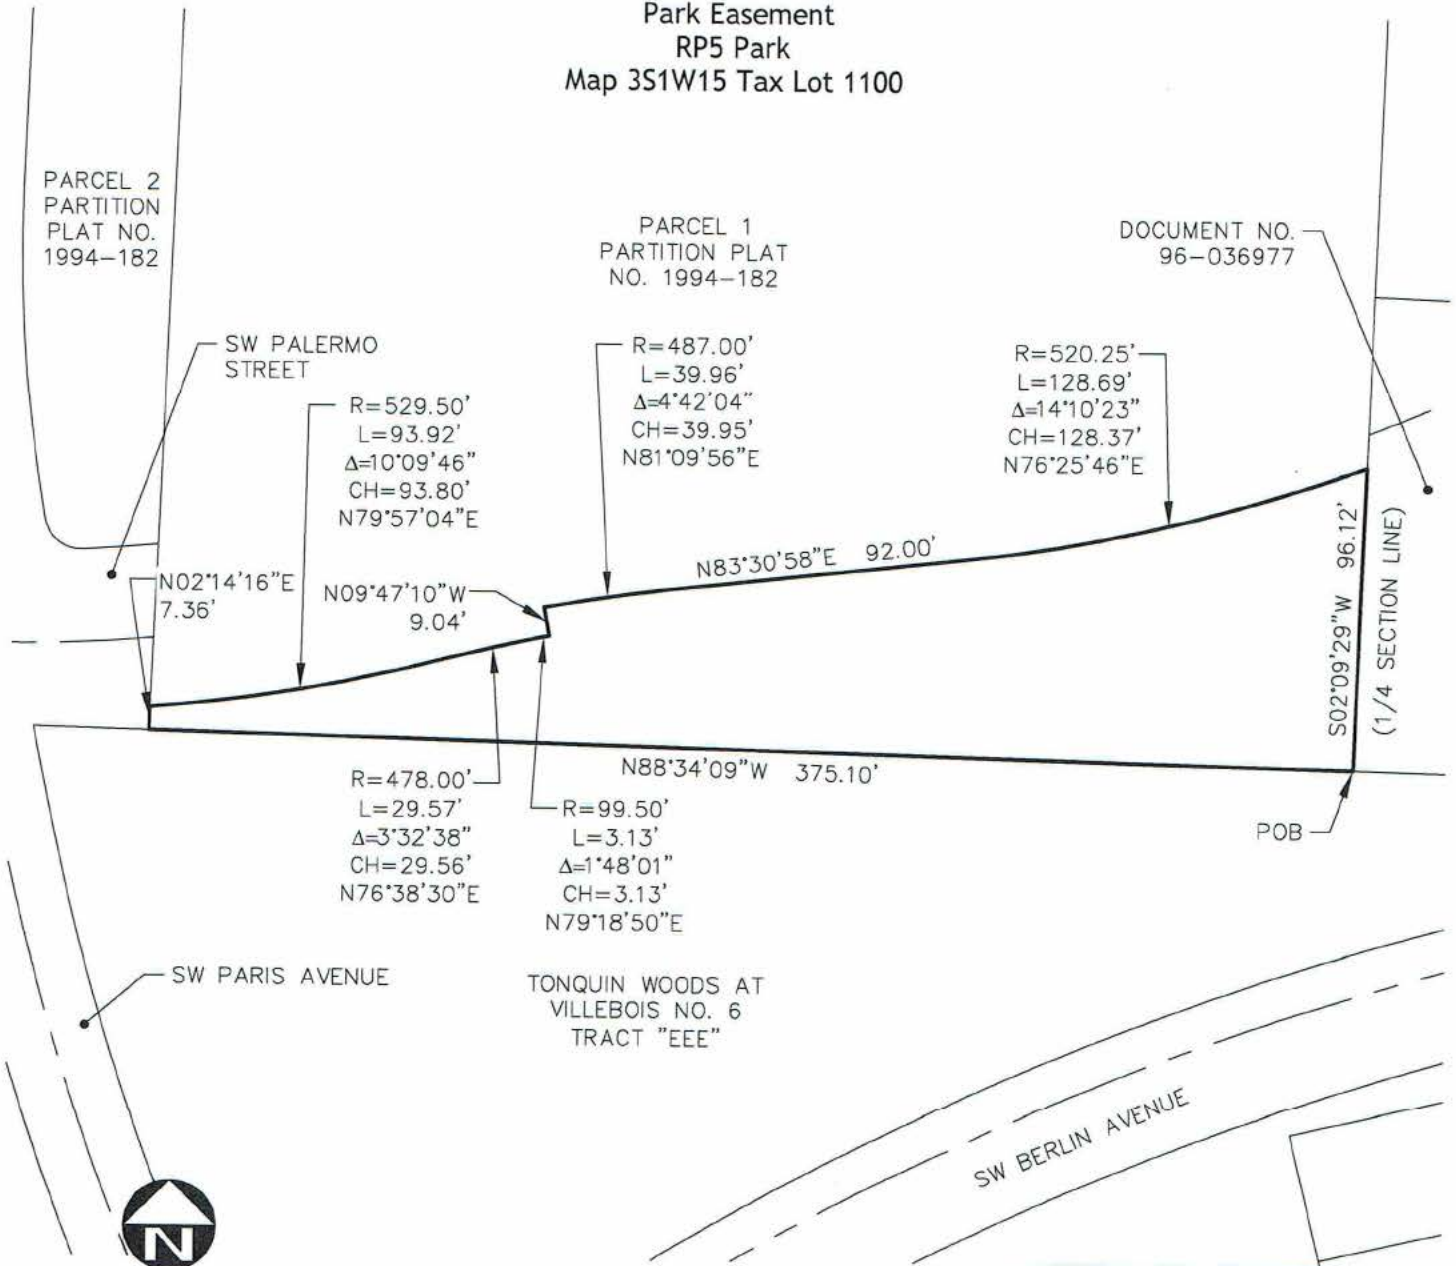 Park Easement
RP5 Park
Map 3S1W15 Tax Lot 1100
PARCEL 2
PARTITION
PLAT NO.
1994-182
PARCEL 1
PARTITION PLAT
NO. 1994-182
DOCUMENT NO.
96-036977
SW PALERMO
STREET
R=529.50'
L=93.92'
Δ=10°09'46"
CH=93.80'
N79°57'04"E
R=487.00'
L=39.96'
Δ=4°42'04"
CH=39.95'
N81°09'56"E
R=520.25'
L=128.69'
Δ=14°10'23"
CH=128.37'
N76°25'46"E
N02°14'16"E
7.36'
N09°47'10"W
9.04'
N83°30'58"E 92.00'
S02°09'29"W 96.12'
(1/4 SECTION LINE)
N88°34'09"W 375.10'
R=478.00'
L=29.57'
Δ=3°32'38"
CH=29.56'
N76°38'30"E
R=99.50'
L=3.13'
Δ=1°48'01"
CH=3.13'
N79°18'50"E
POB
SW PARIS AVENUE
TONQUIN WOODS AT
VILLEBOIS NO. 6
TRACT "EEE"
SW BERLIN AVENUE
N